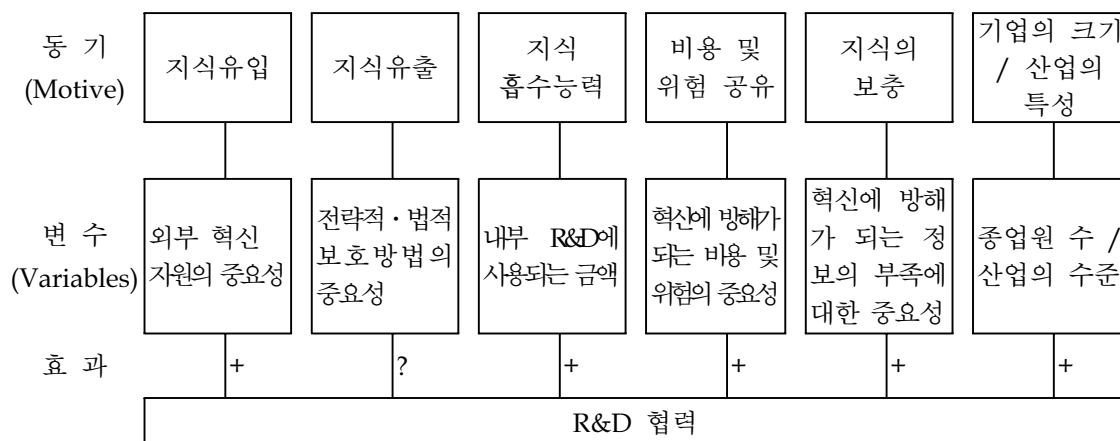 동 기
(Motive)
지식유입
지식유출
지식
흡수능력
비용 및
위험 공유
지식의
보충
기업의 크기
/ 산업의
특성
변 수
(Variables)
외부 혁신
자원의 중요성
전략적·법적
보호방법의
중요성
내부 R&D에
사용되는 금액
혁신에 방해가
되는 비용 및
위험의 중요성
혁신에 방해
가 되는 정
보의 부족에
대한 중요성
종업원 수 /
산업의 수준
효 과
+
?
+
+
+
+
R&D 협력